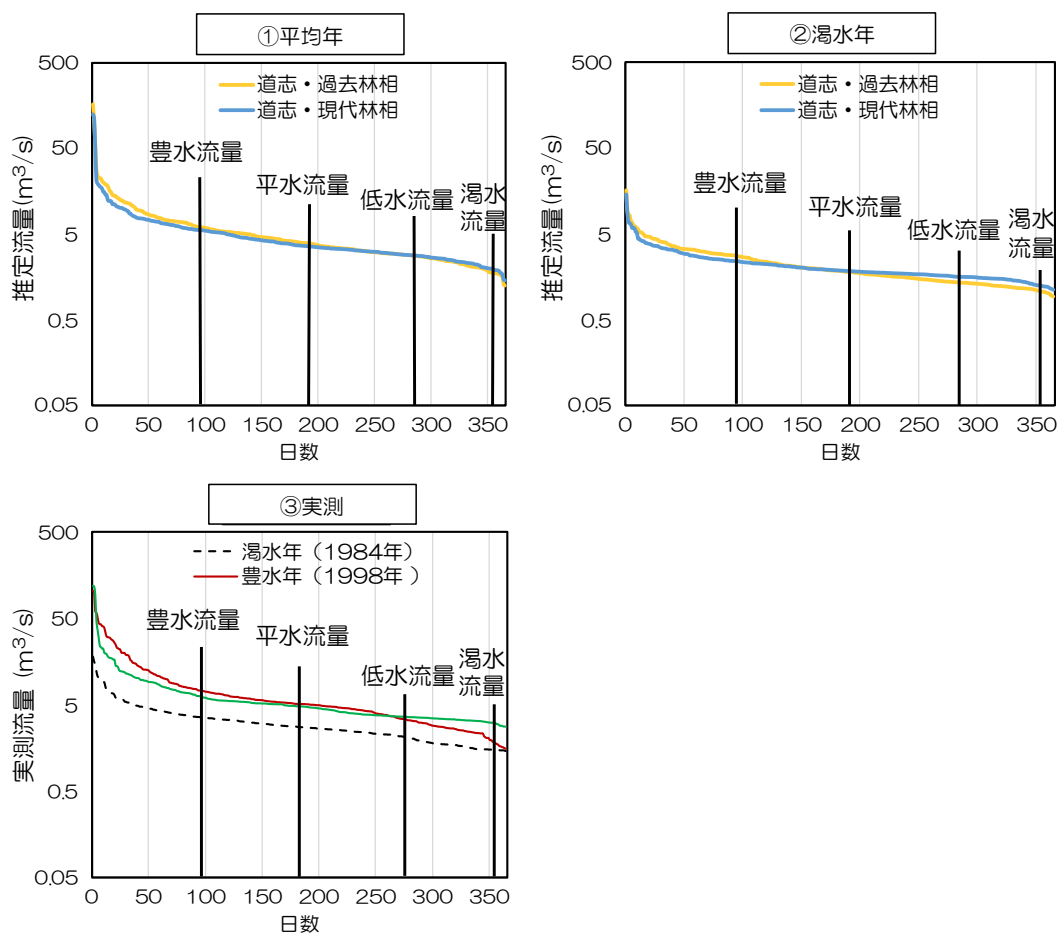 ①平均年
500
50
5
0.5
0.05
推定流量(m³/s)
道志・過去林相
道志・現代林相
豊水流量
平水流量
低水流量
渇水
流量
0 50 100 150 200 250 300 350
日数
②渇水年
500
50
5
0.5
0.05
推定流量(m³/s)
道志・過去林相
道志・現代林相
豊水流量
平水流量
低水流量
渇水
流量
0 50 100 150 200 250 300 350
日数
③実測
500
50
5
0.5
0.05
実測流量 (m³/s)
渇水年（1984年）
豊水年（1998年 ）
豊水流量
平水流量
低水流量
渇水
流量
0 50 100 150 200 250 300 350
日数